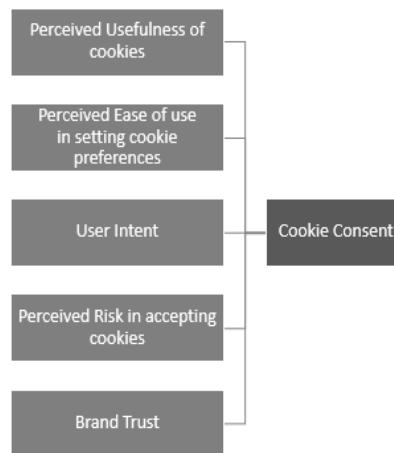 Perceived Usefulness of
cookies
Perceived Ease of use
in setting cookie
preferences
User Intent
Cookie Consent
Perceived Risk in accepting
cookies
Brand Trust